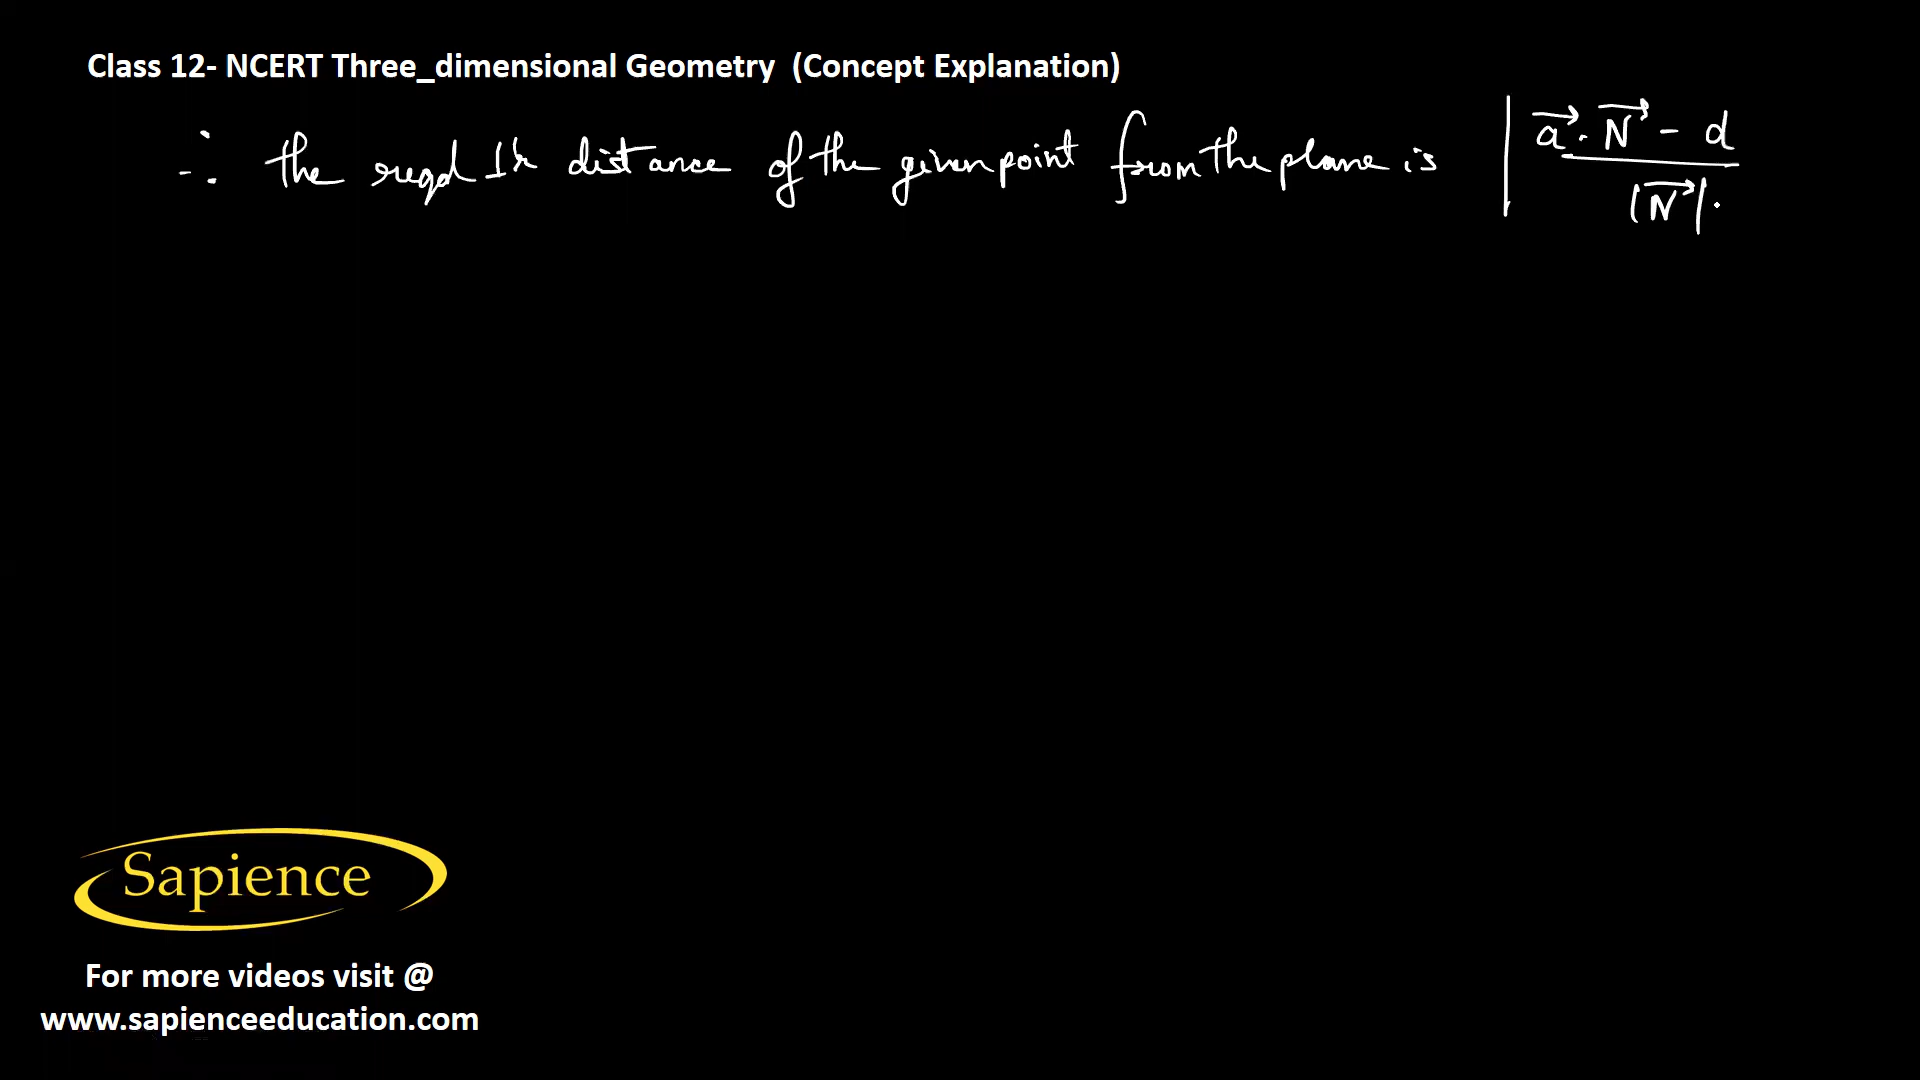 Class 12- NCERT Three_dimensional Geometry (Concept Explanation)
∴ the reqd ⊥r distance of the given point from the plane is | a⃗ . N⃗ - d / |N⃗| .
Sapience
For more videos visit @
www.sapienceeducation.com